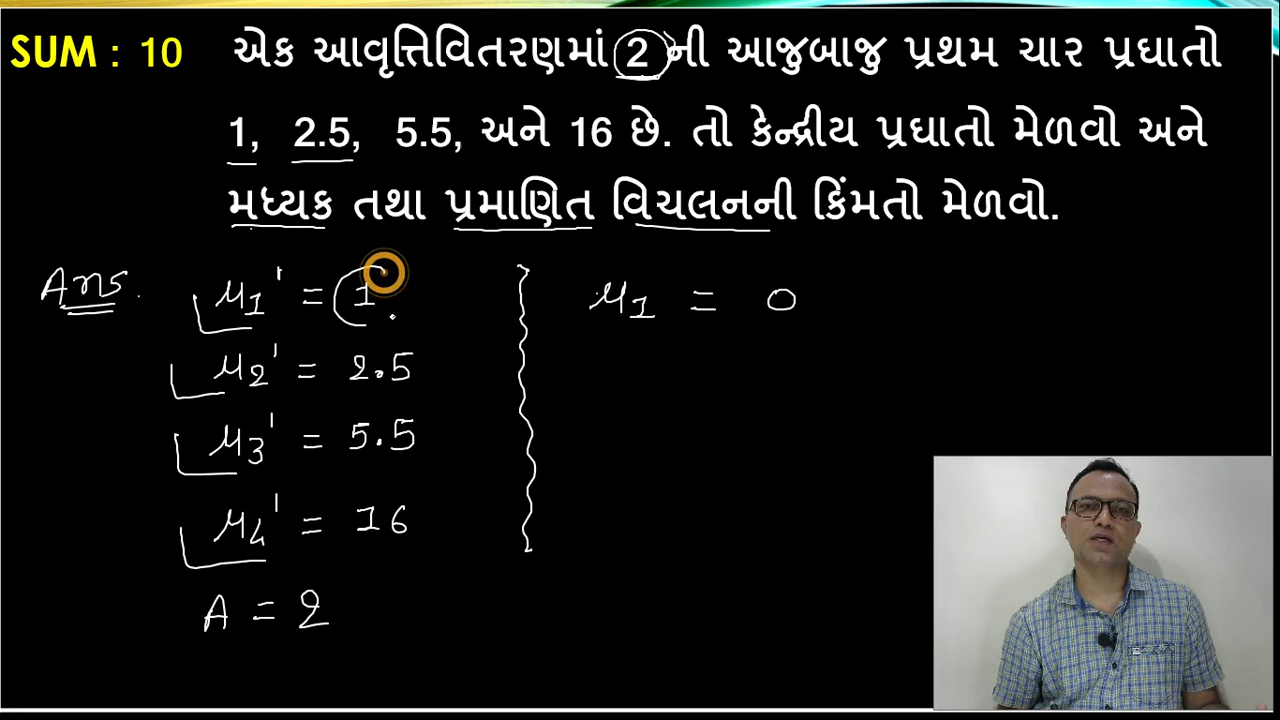 SUM : 10 એક આવૃત્તિવિતરણમાં 2 ની આજુબાજુ પ્રથમ ચાર પ્રઘાતો
1, 2.5, 5.5, અને 16 છે. તો કેન્દ્રીય પ્રઘાતો મેળવો અને
મધ્યક તથા પ્રમાણિત વિચલનની કિંમતો મેળવો.
Ans. μ1' = 1. μ1 = 0
μ2' = 2.5
μ3' = 5.5
μ4' = 16
A = 2